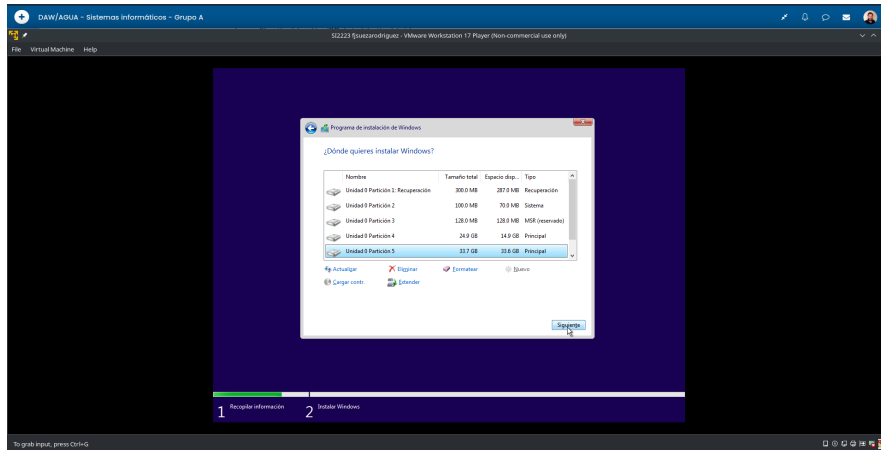 DAW/AGUA - Sistemas informáticos - Grupo A
SI2223 fjsuezarodriguez - VMware Workstation 17 Player (Non-commercial use only)
File Virtual Machine Help
Programa de instalación de Windows
¿Dónde quieres instalar Windows?
Nombre Tamaño total Espacio disp... Tipo
Unidad 0 Partición 1: Recuperación 300.0 MB 287.0 MB Recuperación
Unidad 0 Partición 2 100.0 MB 70.0 MB Sistema
Unidad 0 Partición 3 128.0 MB 128.0 MB MSR (reservado)
Unidad 0 Partición 4 24.9 GB 14.9 GB Principal
Unidad 0 Partición 5 33.7 GB 33.6 GB Principal
Actualizar Eliminar Formatear Nuevo
Cargar contr. Extender
Siguiente
1 Recopilar información 2 Instalar Windows
To grab input, press Ctrl+G